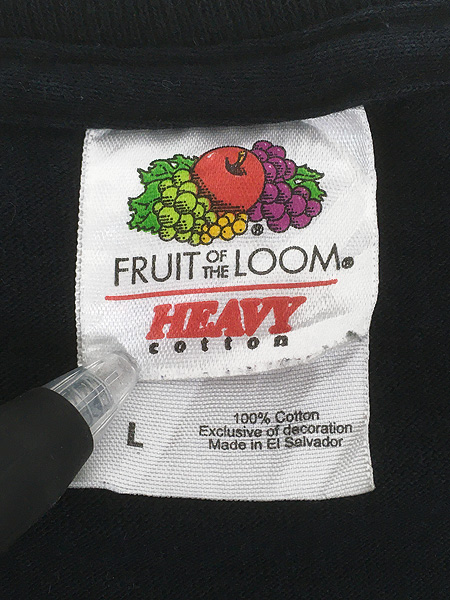 FRUIT OF THE LOOM®
HEAVY
cotton
L
100% Cotton
Exclusive of decoration
Made in El Salvador